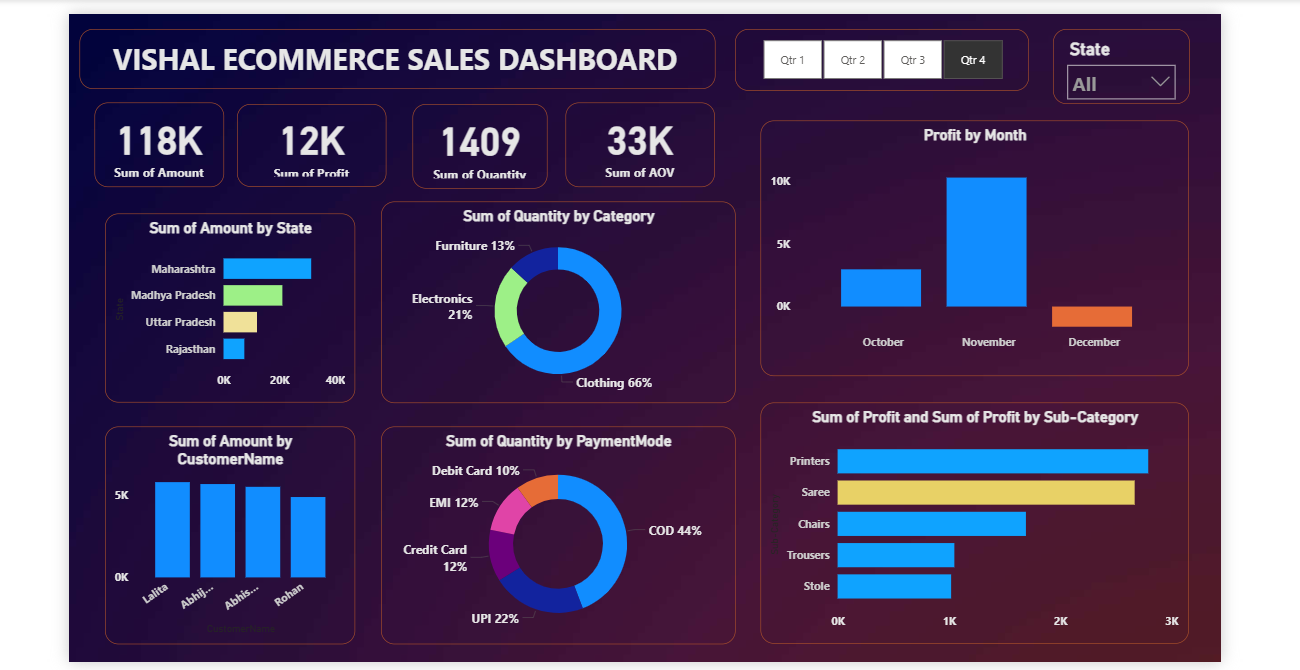 VISHAL ECOMMERCE SALES DASHBOARD
Qtr 1
Qtr 2
Qtr 3
Qtr 4
State
All
118K
Sum of Amount
12K
Sum of Profit
1409
Sum of Quantity
33K
Sum of AOV
Sum of Amount by State
State
Maharashtra
Madhya Pradesh
Uttar Pradesh
Rajasthan
0K
20K
40K
Sum of Quantity by Category
Furniture 13%
Electronics
21%
Clothing 66%
Profit by Month
10K
5K
0K
October
November
December
Sum of Amount by
CustomerName
5K
0K
Lalita
Abhij...
Abhis...
Rohan
CustomerName
Sum of Quantity by PaymentMode
Debit Card 10%
EMI 12%
Credit Card
12%
UPI 22%
COD 44%
Sum of Profit and Sum of Profit by Sub-Category
Printers
Saree
Chairs
Trousers
Stole
0K
1K
2K
3K